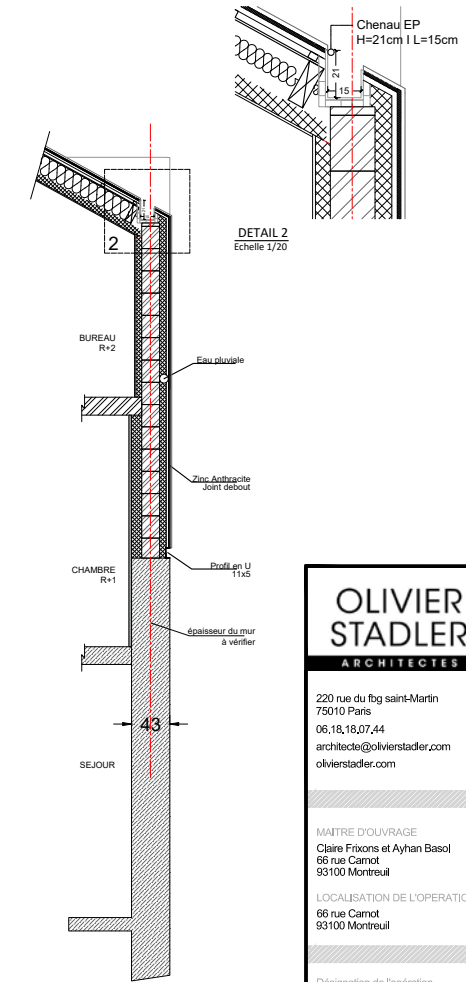 Chenau EP
H=21cm I L=15cm
21
15
DETAIL 2
Echelle 1/20
2
BUREAU
R+2
Eau pluviale
Zinc Anthracite
Joint debout
Profil en U
11x5
CHAMBRE
R+1
épaisseur du mur
à vérifier
43
SEJOUR
OLIVIER
STADLER
ARCHITECTES
220 rue du fbg saint-Martin
75010 Paris
06.18.18.07.44
architecte@olivierstadler.com
olivierstadler.com
MAITRE D'OUVRAGE
Claire Frixons et Ayhan Basol
66 rue Carnot
93100 Montreuil
LOCALISATION DE L'OPERATION
66 rue Carnot
93100 Montreuil